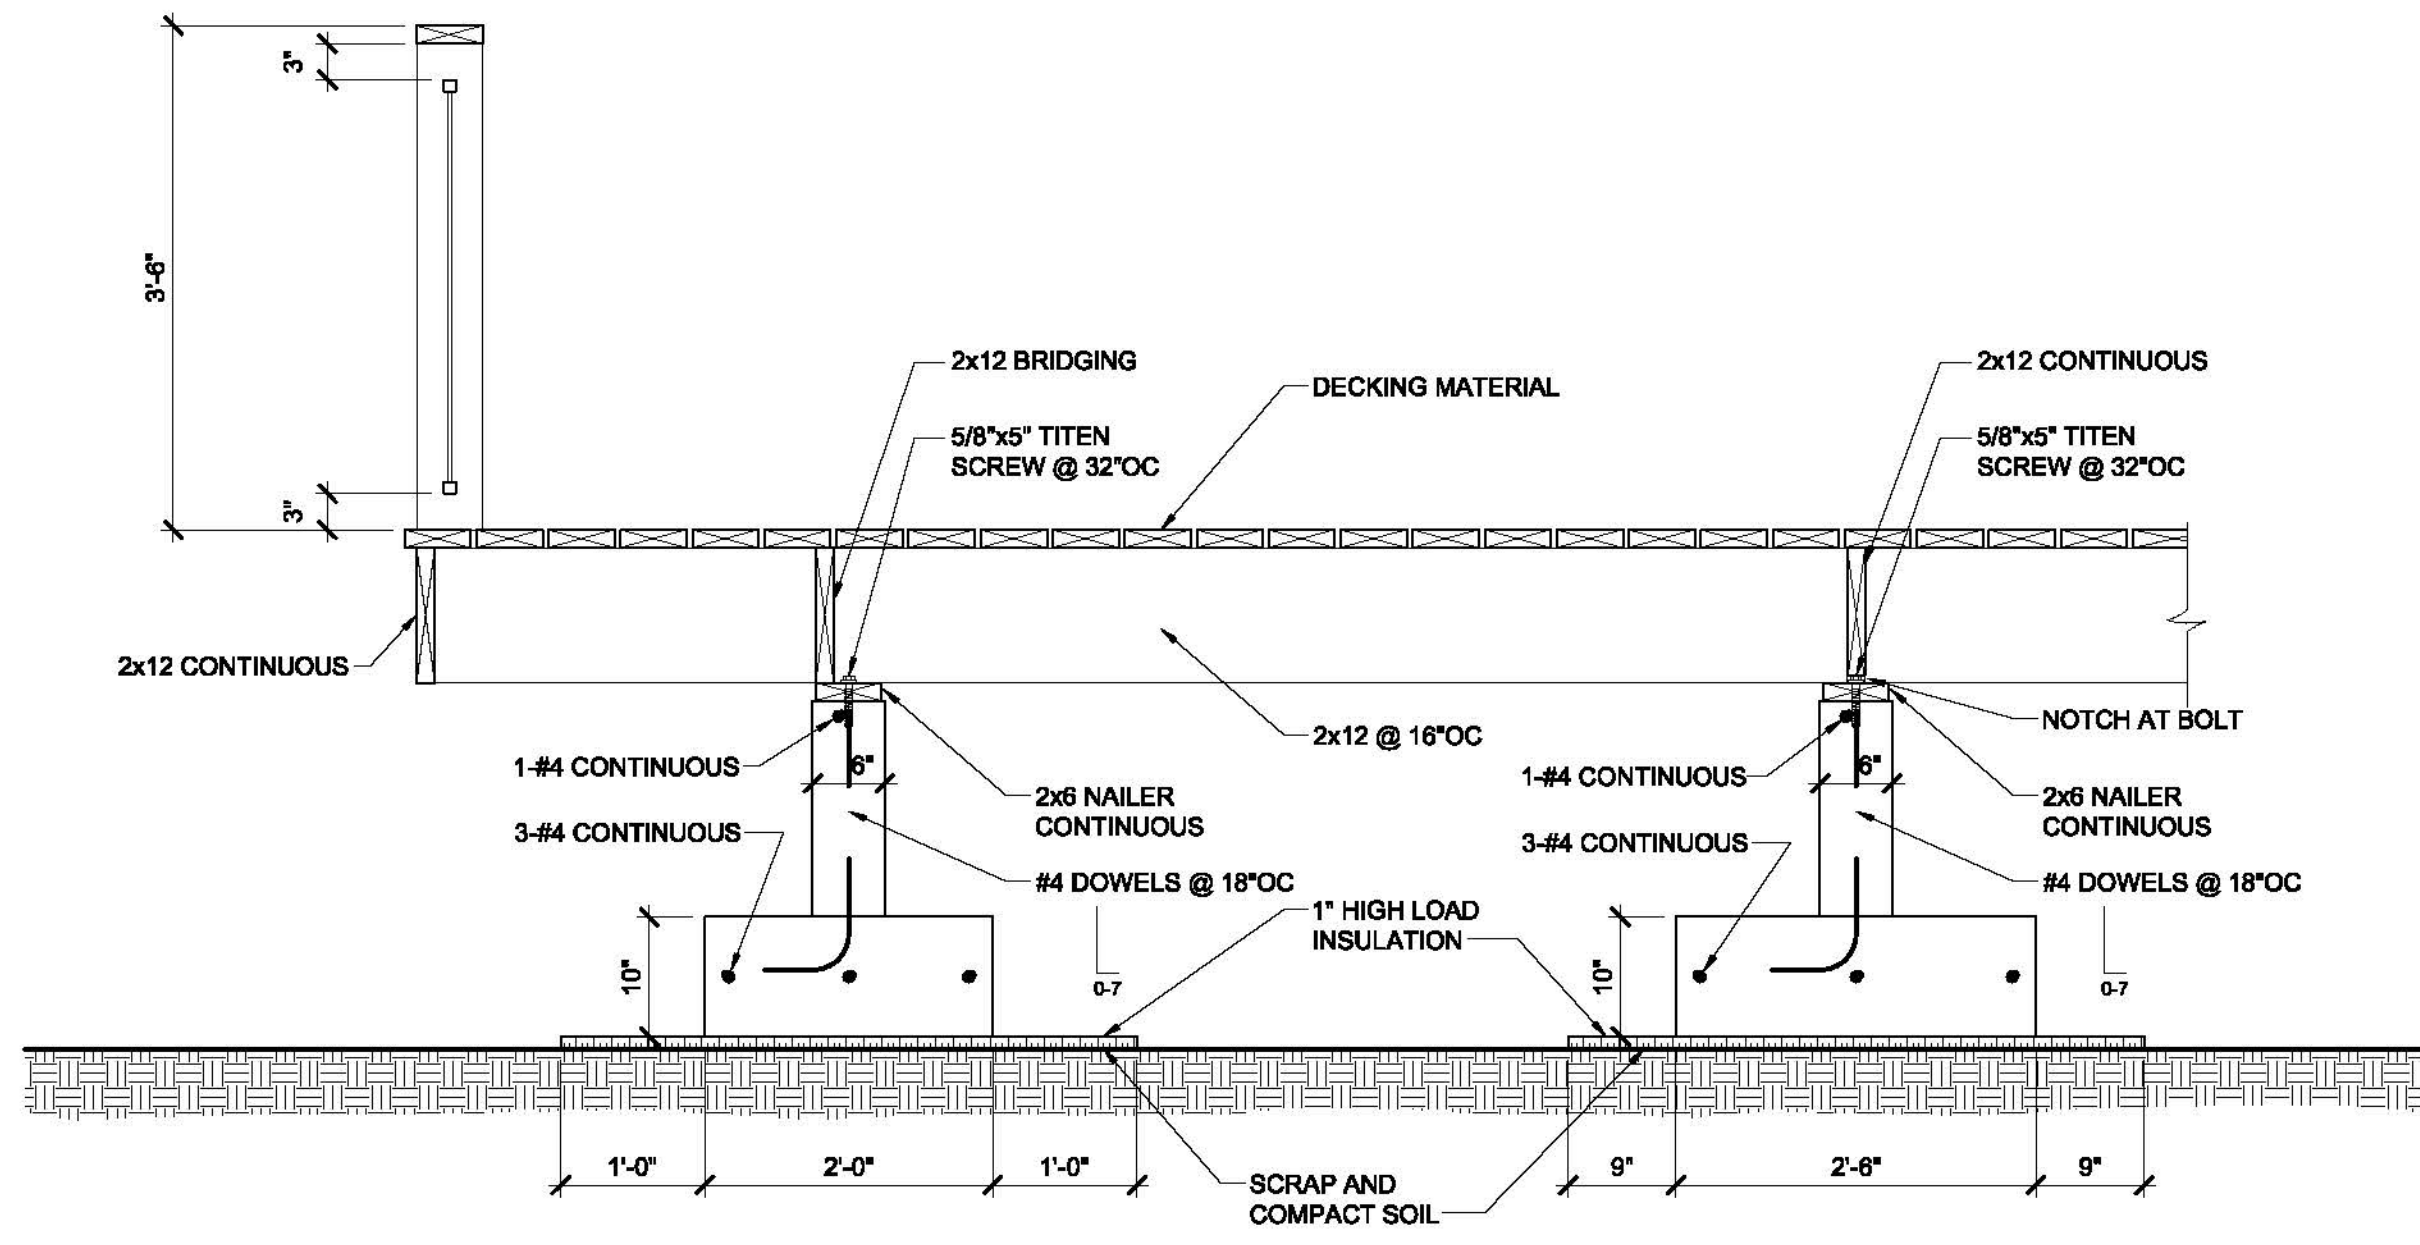 3"
3'-6"
3"
2x12 BRIDGING
2x12 CONTINUOUS
DECKING MATERIAL
5/8"x5" TITEN
SCREW @ 32"OC
5/8"x5" TITEN
SCREW @ 32"OC
2x12 CONTINUOUS
NOTCH AT BOLT
2x12 @ 16"OC
1-#4 CONTINUOUS
6"
1-#4 CONTINUOUS
6"
2x6 NAILER
CONTINUOUS
2x6 NAILER
CONTINUOUS
3-#4 CONTINUOUS
3-#4 CONTINUOUS
#4 DOWELS @ 18"OC
#4 DOWELS @ 18"OC
1" HIGH LOAD
INSULATION
10"
0-7
10"
0-7
1'-0"
2'-0"
1'-0"
9"
2'-6"
9"
SCRAP AND
COMPACT SOIL